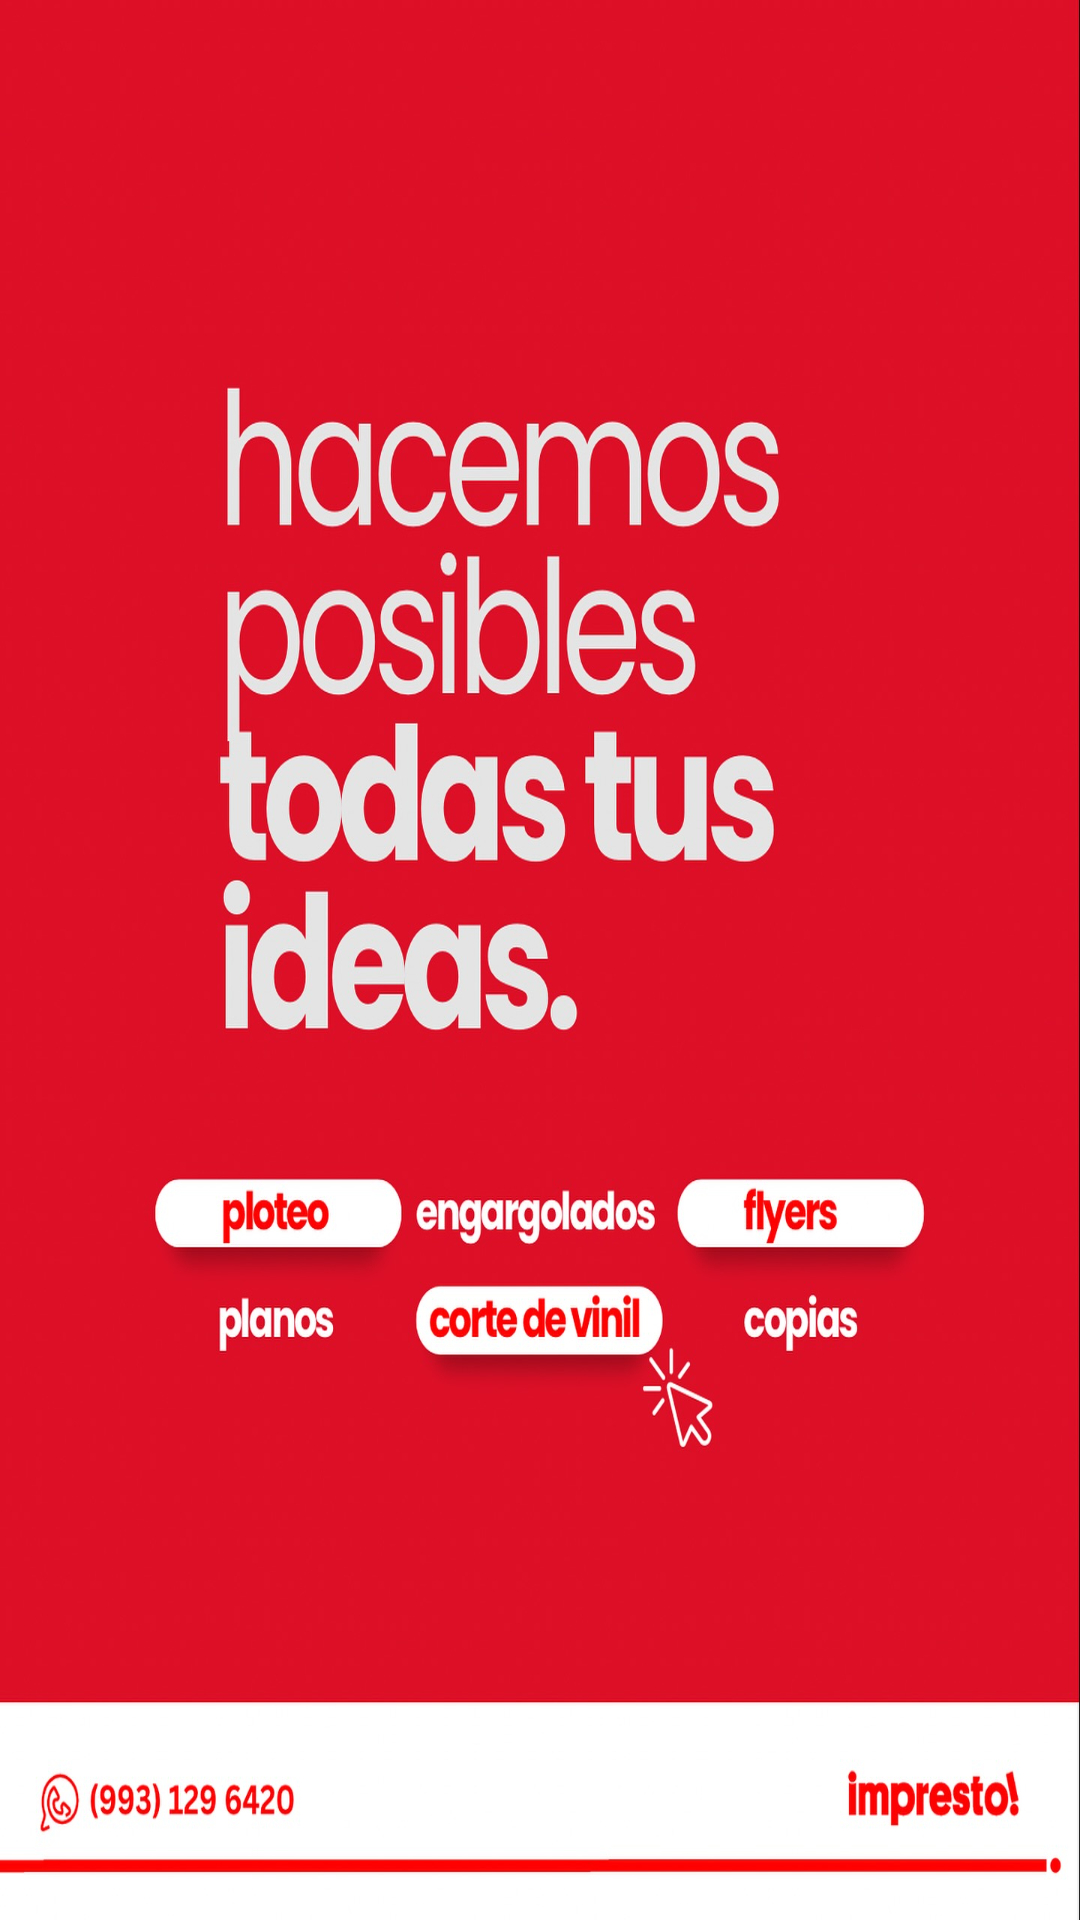 hacemos
posibles
todas tus
ideas.
ploteo engargolados flyers
planos corte de vinil copias
(993) 129 6420 impresto!